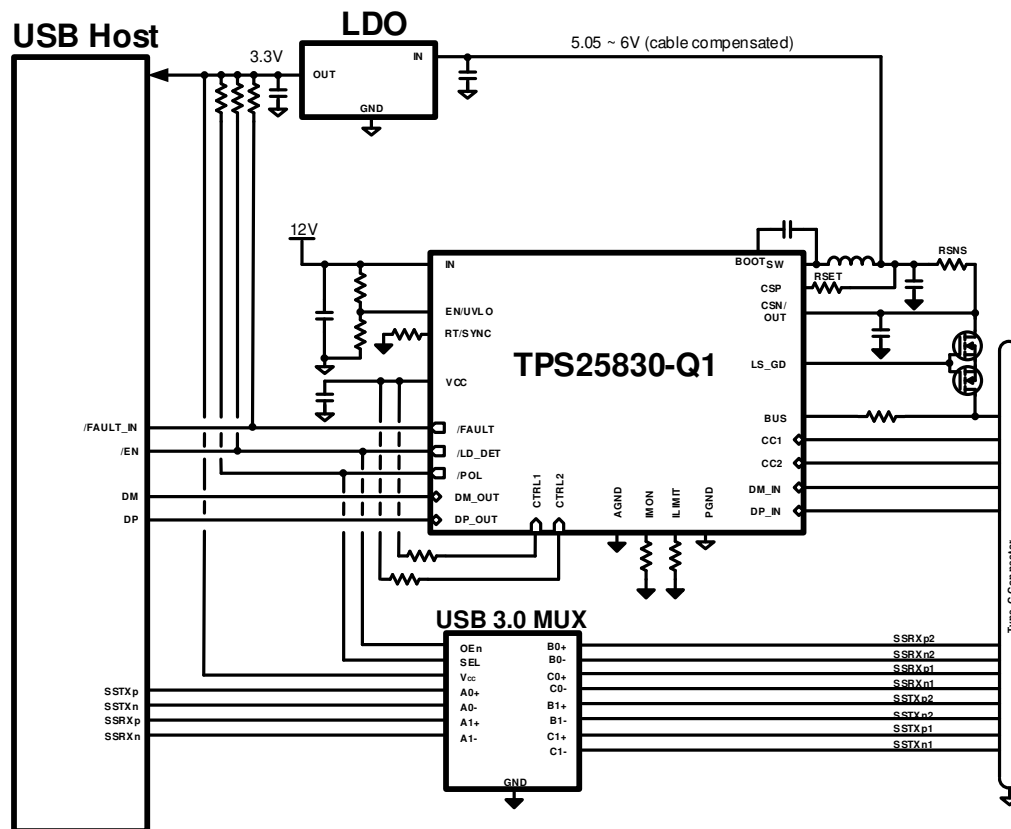 USB Host
LDO
3.3V
OUT
IN
GND
5.05 ~ 6V (cable compensated)
12V
IN
EN/UVLO
RT/SYNC
VCC
/FAULT
/LD_DET
/POL
DM_OUT
DP_OUT
CTRL1
CTRL2
AGND
IMON
ILIMIT
PGND
TPS25830-Q1
BOOT
SW
CSP
CSN/
OUT
LS_GD
BUS
CC1
CC2
DM_IN
DP_IN
RSET
RSNS
/FAULT_IN
/EN
DM
DP
SSTXp
SSTXn
SSRXp
SSRXn
USB 3.0 MUX
OEn
SEL
Vcc
A0+
A0-
A1+
A1-
B0+
B0-
C0+
C0-
B1+
B1-
C1+
C1-
GND
SSRXp2
SSRXn2
SSRXp1
SSRXn1
SSTXp2
SSTXn2
SSTXp1
SSTXn1